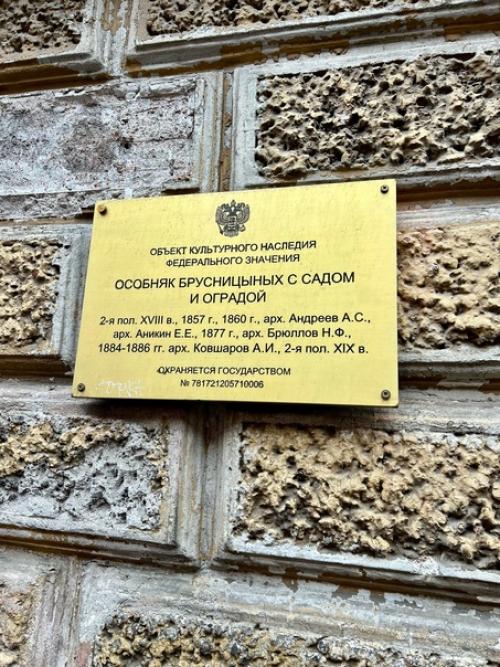 ОБЪЕКТ КУЛЬТУРНОГО НАСЛЕДИЯ
ФЕДЕРАЛЬНОГО ЗНАЧЕНИЯ
ОСОБНЯК БРУСНИЦЫНЫХ С САДОМ
И ОГРАДОЙ
2-я пол. XVIII в., 1857 г., 1860 г., арх. Андреев А.С.,
арх. Аникин Е.Е., 1877 г., арх. Брюллов Н.Ф.,
1884-1886 гг. арх. Ковшаров А.И., 2-я пол. XIX в.
ОХРАНЯЕТСЯ ГОСУДАРСТВОМ
№ 781721205710006